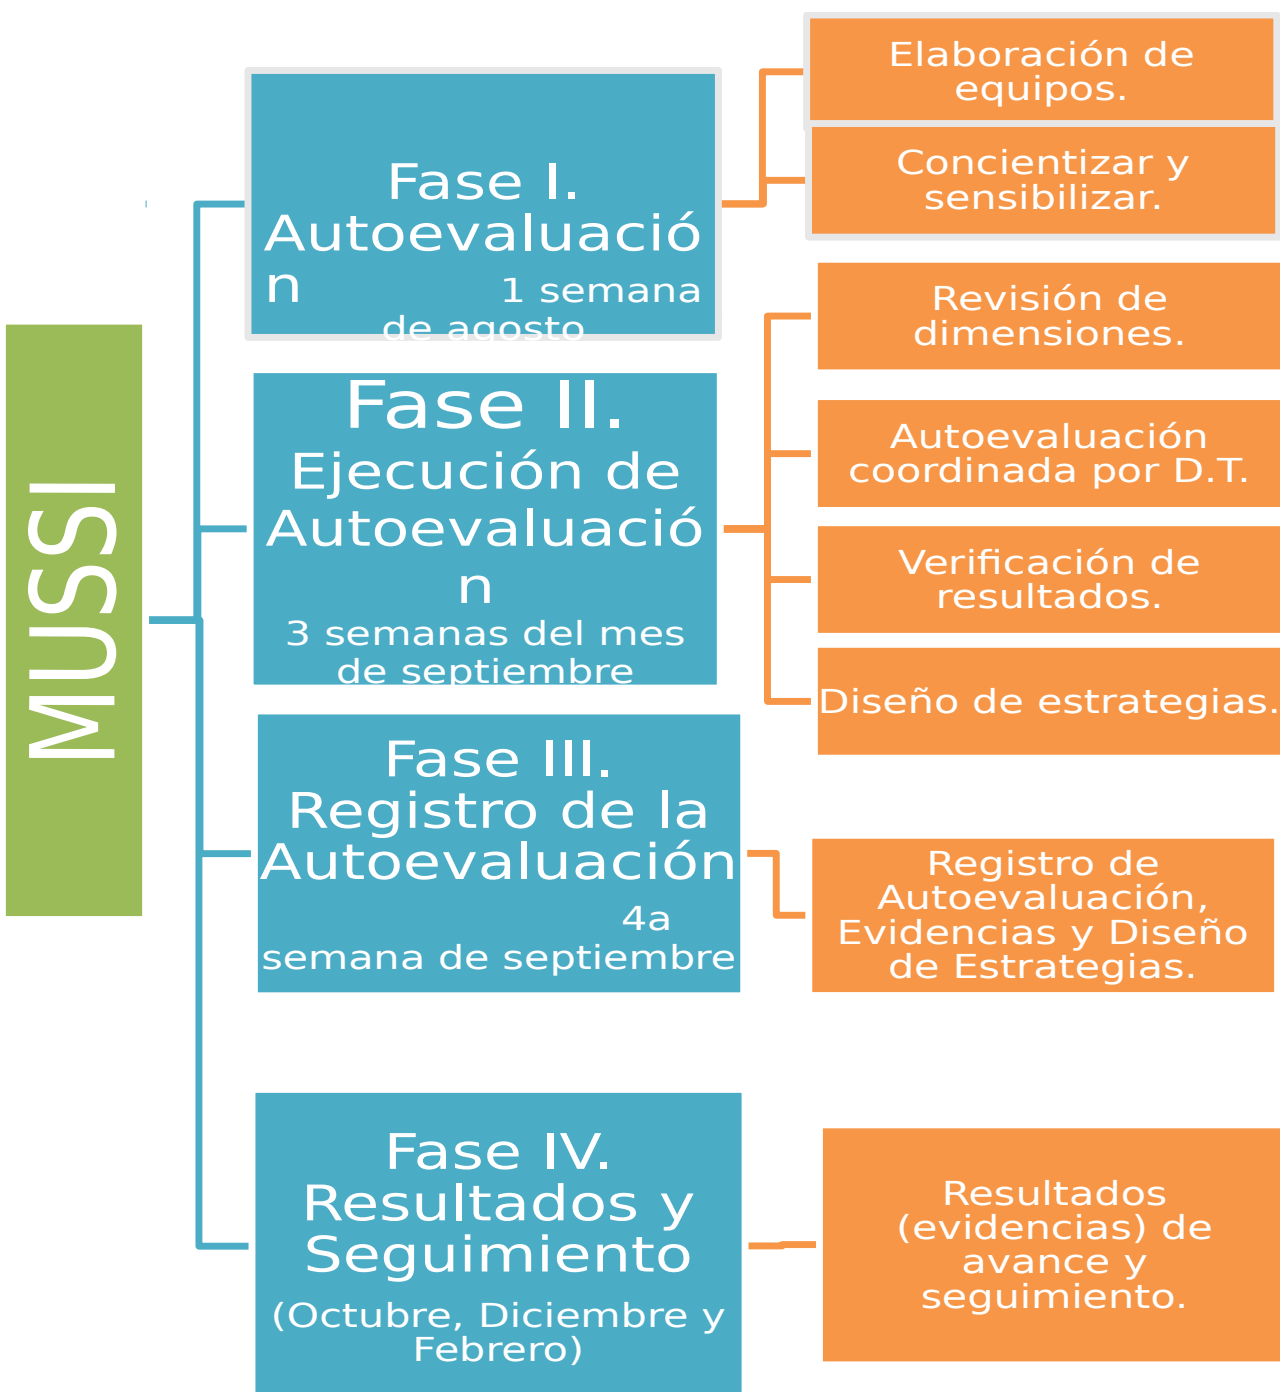 MUSSI
Fase I.
Autoevaluació
n 1 semana
de agosto
Elaboración de
equipos.
Concientizar y
sensibilizar.
Fase II.
Ejecución de
Autoevaluació
n
3 semanas del mes
de septiembre
Revisión de
dimensiones.
Autoevaluación
coordinada por D.T.
Verificación de
resultados.
Diseño de estrategias.
Fase III.
Registro de la
Autoevaluación
4a
semana de septiembre
Registro de
Autoevaluación,
Evidencias y Diseño
de Estrategias.
Fase IV.
Resultados y
Seguimiento
(Octubre, Diciembre y
Febrero)
Resultados
(evidencias) de
avance y
seguimiento.